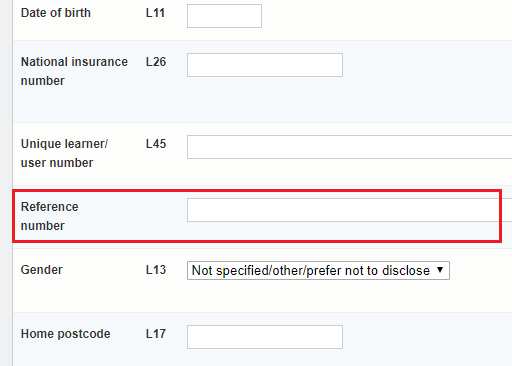 Date of birth L11
National insurance L26
number
Unique learner/ L45
user number
Reference
number
Gender L13 Not specified/other/prefer not to disclose
Home postcode L17